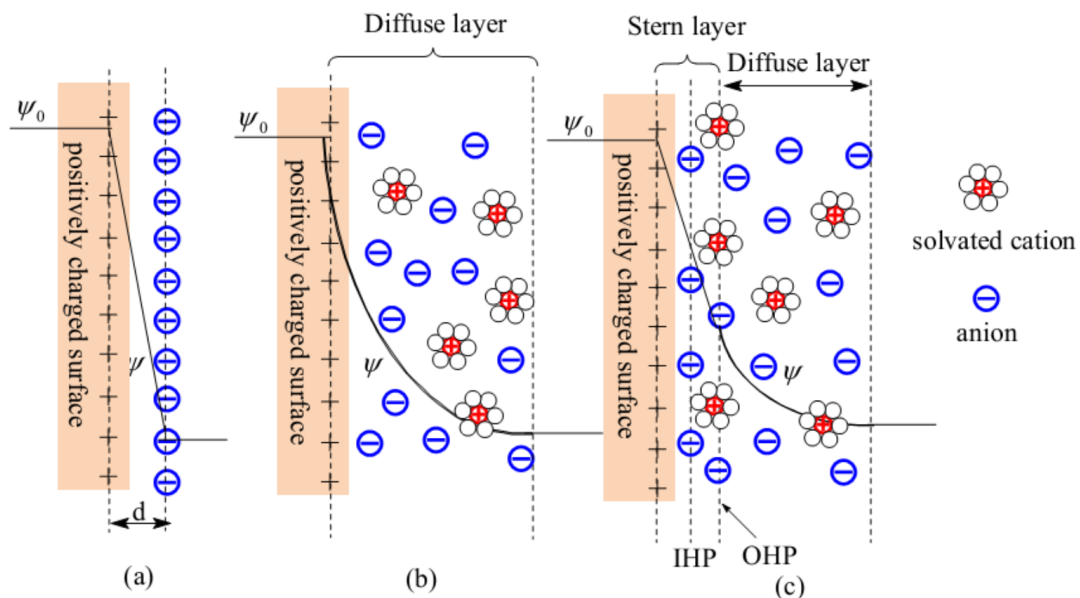 ψ₀
positively charged surface
ψ
d
(a)
Diffuse layer
ψ₀
positively charged surface
ψ
(b)
Stern layer
Diffuse layer
ψ₀
positively charged surface
ψ
IHP
OHP
(c)
solvated cation
anion